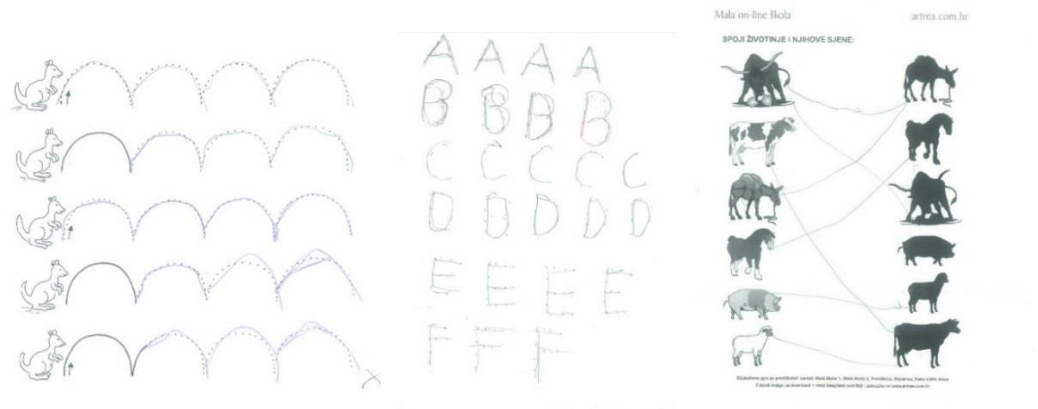 A A A A
B B B B
C C C C C
D D D D D
E E E E
F F F
Mala on-line škola artrea.com.hr
SPOJI ŽIVOTINJE I NJIHOVE SJENE: